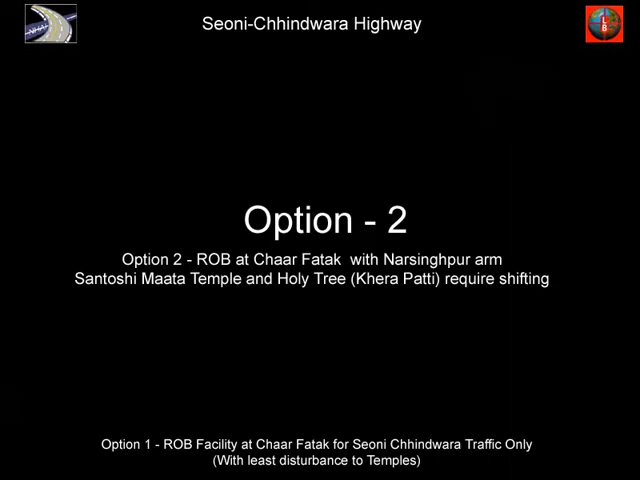 NHAI
Seoni-Chhindwara Highway
L
B
Option - 2
Option 2 - ROB at Chaar Fatak with Narsinghpur arm
Santoshi Maata Temple and Holy Tree (Khera Patti) require shifting
Option 1 - ROB Facility at Chaar Fatak for Seoni Chhindwara Traffic Only
(With least disturbance to Temples)